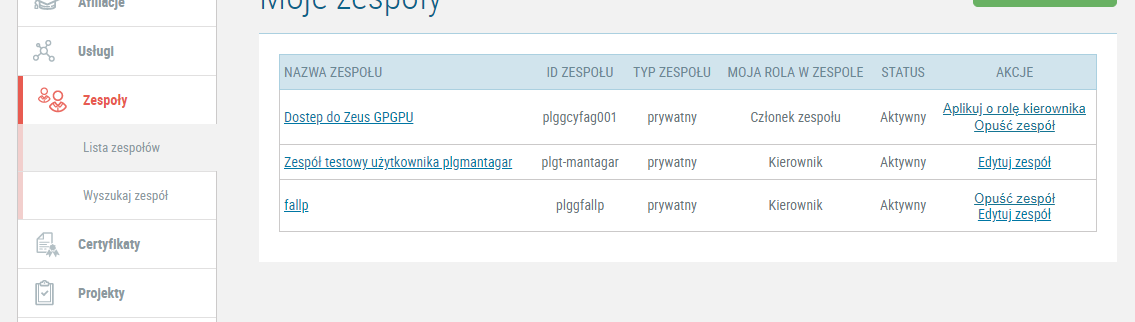 Afiliacje
Usługi
Zespoły
Lista zespołów
Wyszukaj zespół
Certyfikaty
Projekty
Moje zespoły
NAZWA ZESPOŁU ID ZESPOŁU TYP ZESPOŁU MOJA ROLA W ZESPOLE STATUS AKCJE
Dostep do Zeus GPGPU plggcyfag001 prywatny Członek zespołu Aktywny Aplikuj o rolę kierownika
Opuść zespół
Zespół testowy użytkownika plgmantagar plgt-mantagar prywatny Kierownik Aktywny Edytuj zespół
fallp plggfallp prywatny Kierownik Aktywny Opuść zespół
Edytuj zespół